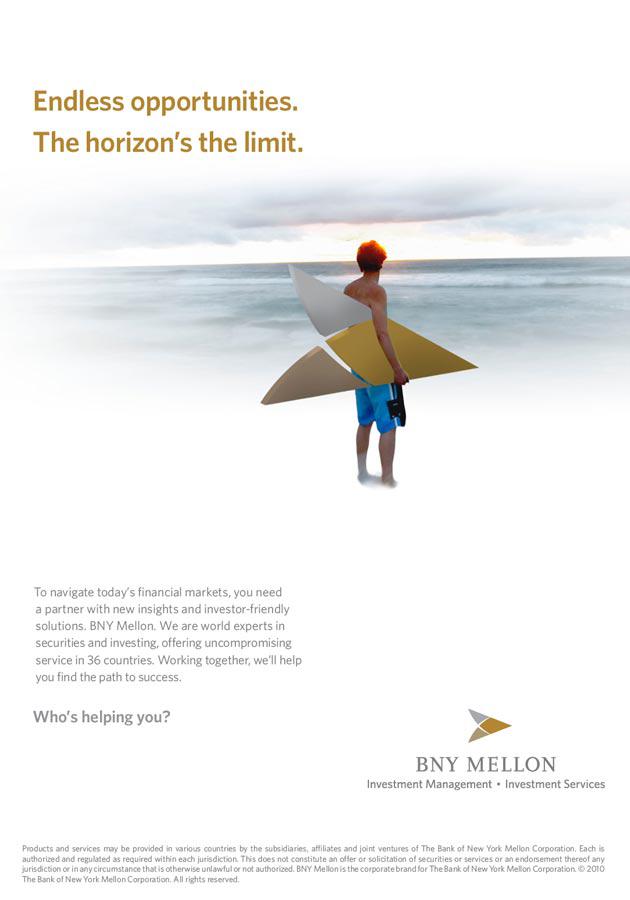 Endless opportunities.
The horizon's the limit.
To navigate today's financial markets, you need
a partner with new insights and investor-friendly
solutions. BNY Mellon. We are world experts in
securities and investing, offering uncompromising
service in 36 countries. Working together, we'll help
you find the path to success.
Who's helping you?
BNY MELLON
Investment Management • Investment Services
Products and services may be provided in various countries by the subsidiaries, affiliates and joint ventures of The Bank of New York Mellon Corporation. Each is
authorized and regulated as required within each jurisdiction. This does not constitute an offer or solicitation of securities or services or an endorsement thereof any
jurisdiction or in any circumstance that is otherwise unlawful or not authorized. BNY Mellon is the corporate brand for The Bank of New York Mellon Corporation. © 2010
The Bank of New York Mellon Corporation. All rights reserved.